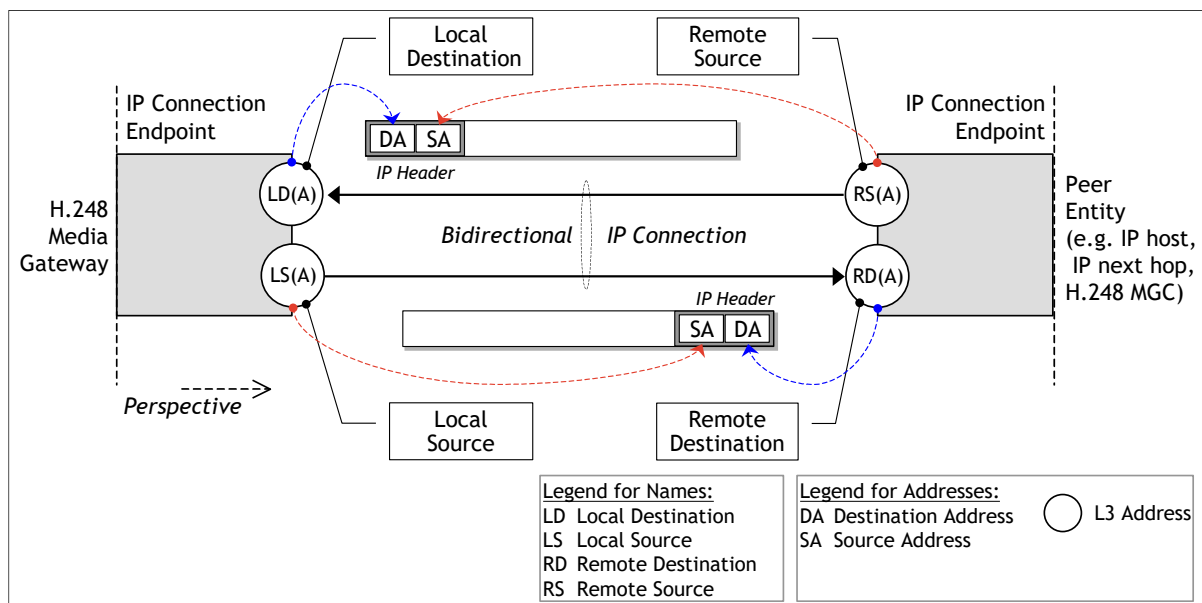 Local
Destination
Remote
Source
IP Connection
Endpoint
IP Connection
Endpoint
DA SA
IP Header
LD(A)
RS(A)
H.248
Media
Gateway
Bidirectional
IP Connection
Peer
Entity
(e.g. IP host,
IP next hop,
H.248 MGC)
LS(A)
RD(A)
IP Header
SA DA
Perspective
Local
Source
Remote
Destination
Legend for Names:
LD Local Destination
LS Local Source
RD Remote Destination
RS Remote Source
Legend for Addresses:
DA Destination Address
SA Source Address
L3 Address